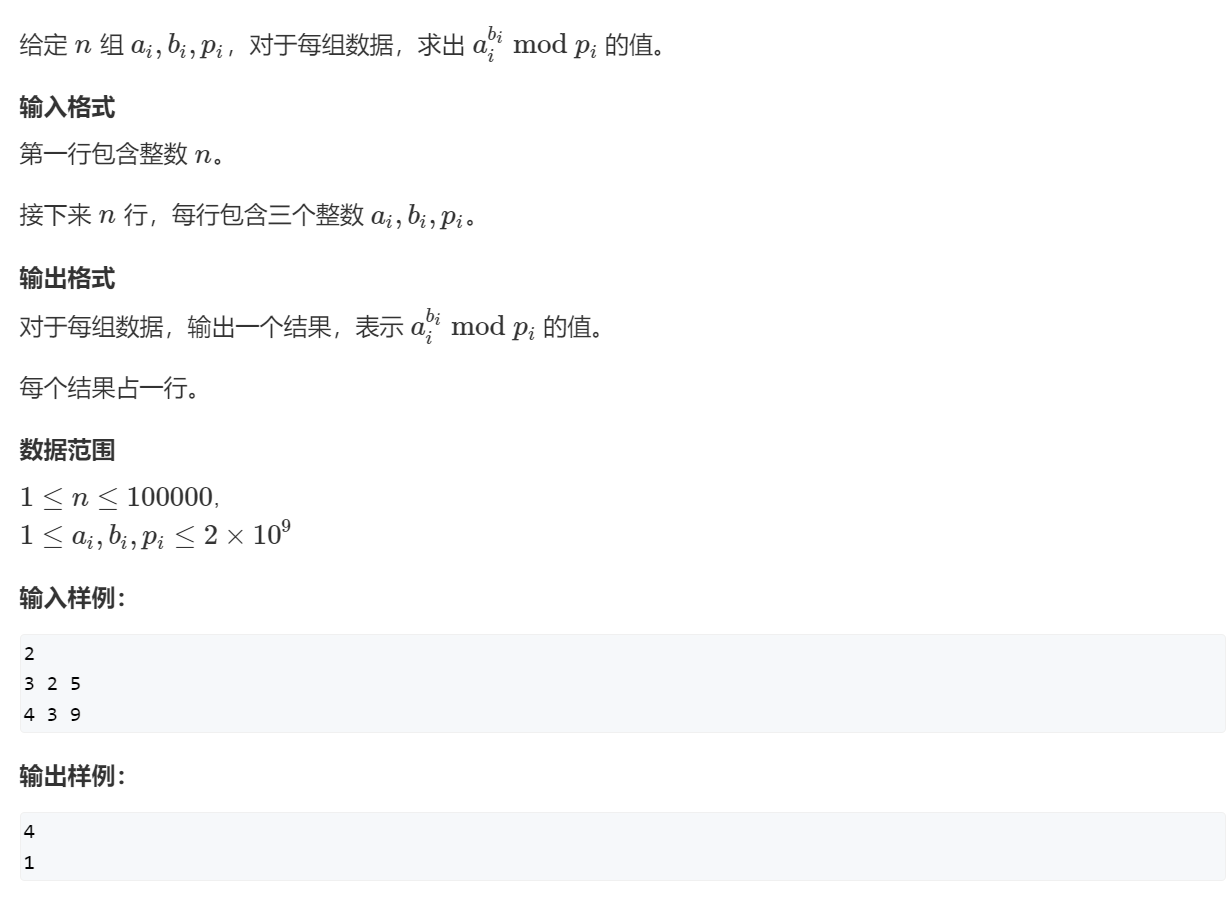 给定 $n$ 组 $a_i, b_i, p_i$，对于每组数据，求出 $a_i^{b_i} \bmod p_i$ 的值。
输入格式
第一行包含整数 $n$。
接下来 $n$ 行，每行包含三个整数 $a_i, b_i, p_i$。
输出格式
对于每组数据，输出一个结果，表示 $a_i^{b_i} \bmod p_i$ 的值。
每个结果占一行。
数据范围
$1 \le n \le 100000$,
$1 \le a_i, b_i, p_i \le 2 \times 10^9$
输入样例：
2
3 2 5
4 3 9
输出样例：
4
1